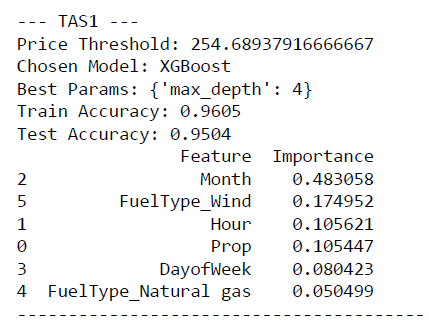 --- TAS1 ---
Price Threshold: 254.68937916666667
Chosen Model: XGBoost
Best Params: {'max_depth': 4}
Train Accuracy: 0.9605
Test Accuracy: 0.9504
Feature Importance
2 Month 0.483058
5 FuelType_Wind 0.174952
1 Hour 0.105621
0 Prop 0.105447
3 DayofWeek 0.080423
4 FuelType_Natural gas 0.050499
----------------------------------------